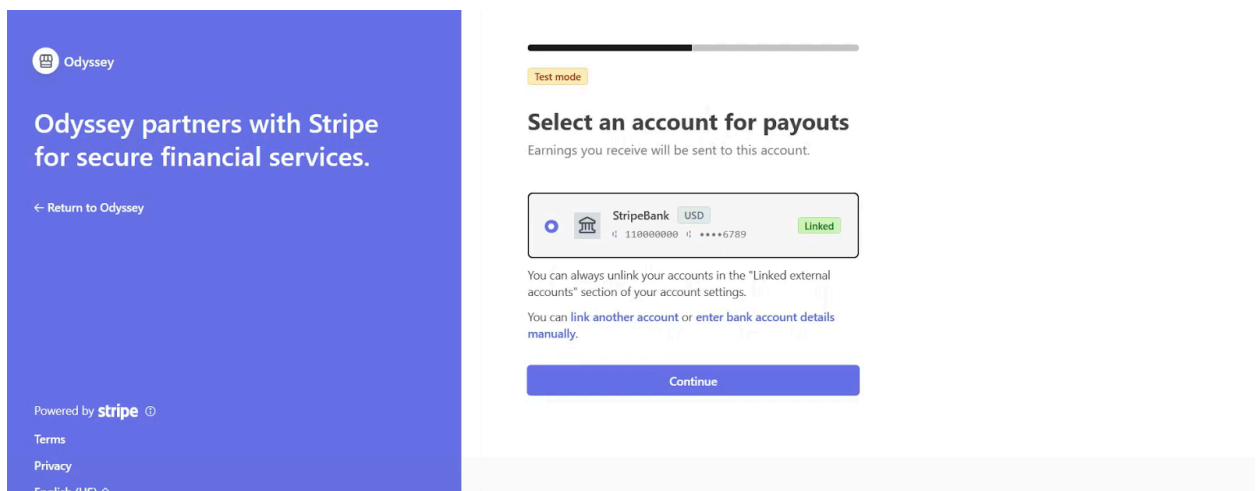 Odyssey
Odyssey partners with Stripe
for secure financial services.
← Return to Odyssey
Powered by stripe
Terms
Privacy
English (US)
Test mode
Select an account for payouts
Earnings you receive will be sent to this account.
StripeBank USD
⑆ 110000000 ⑆ ••••6789
Linked
You can always unlink your accounts in the "Linked external
accounts" section of your account settings.
You can link another account or enter bank account details
manually.
Continue